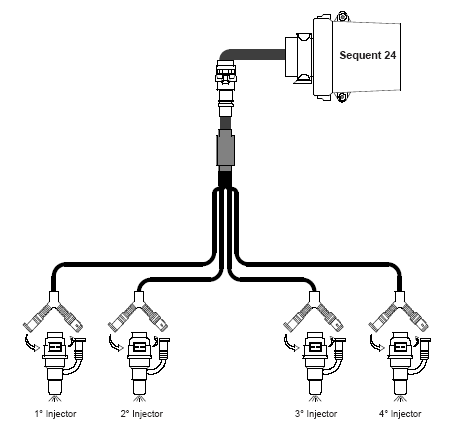 Sequent 24
1° Injector
2° Injector
3° Injector
4° Injector